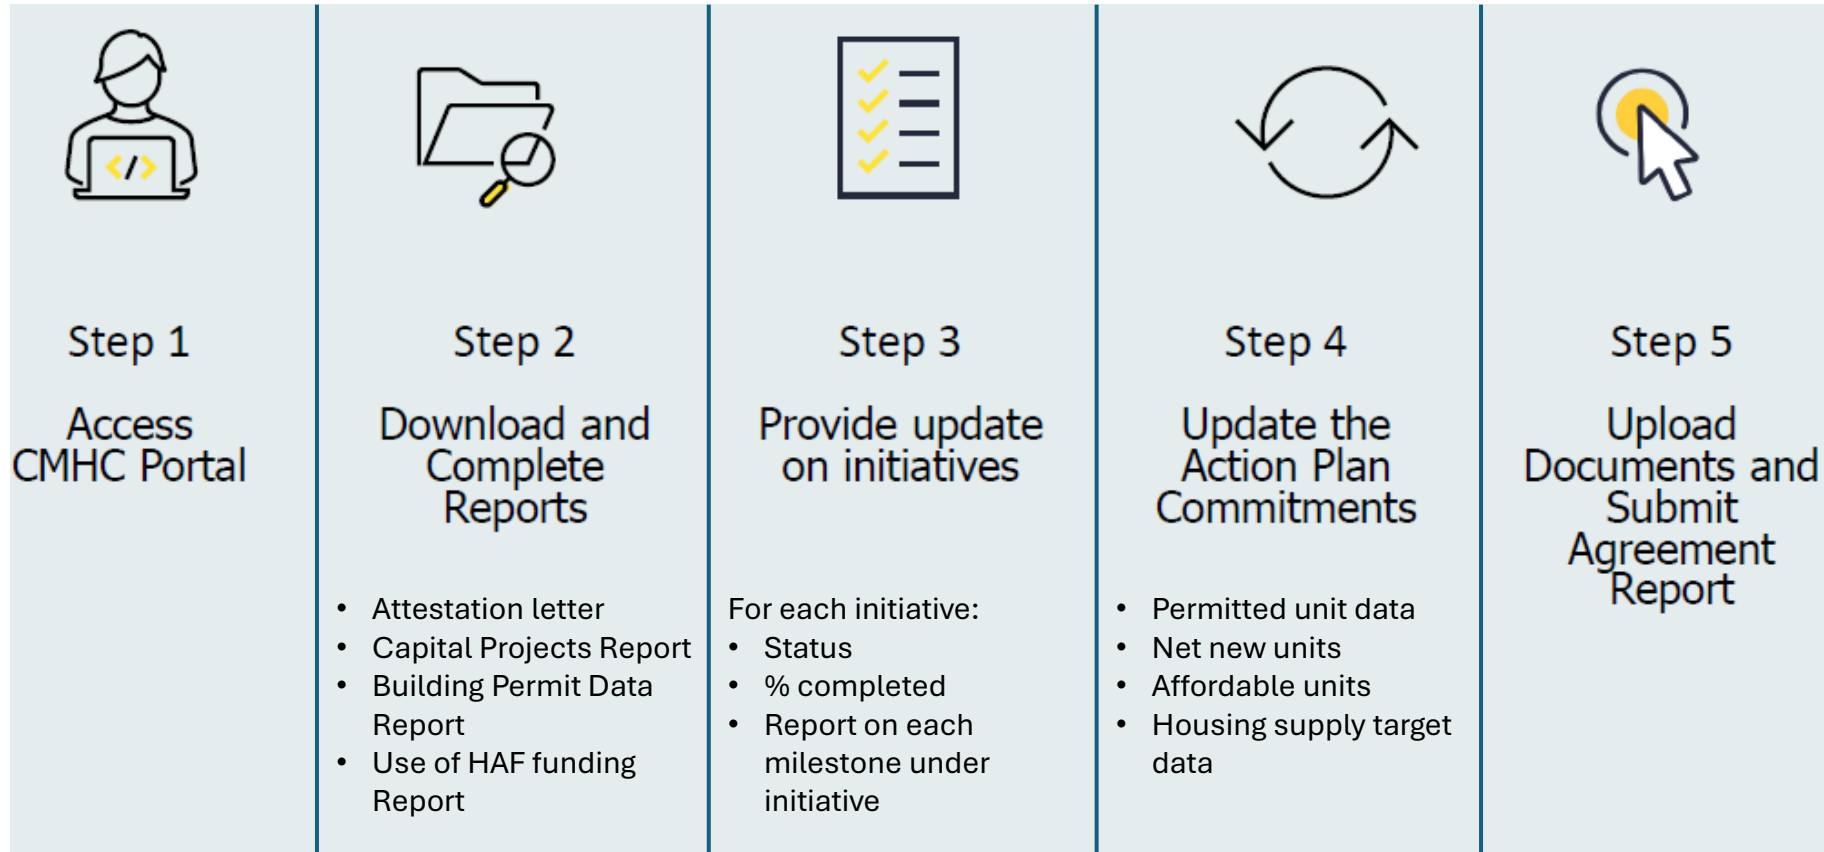 </>
Step 1
Access
CMHC Portal
Step 2
Download and
Complete
Reports
• Attestation letter
• Capital Projects Report
• Building Permit Data
Report
• Use of HAF funding
Report
Step 3
Provide update
on initiatives
For each initiative:
• Status
• % completed
• Report on each
milestone under
initiative
Step 4
Update the
Action Plan
Commitments
• Permitted unit data
• Net new units
• Affordable units
• Housing supply target
data
Step 5
Upload
Documents and
Submit
Agreement
Report